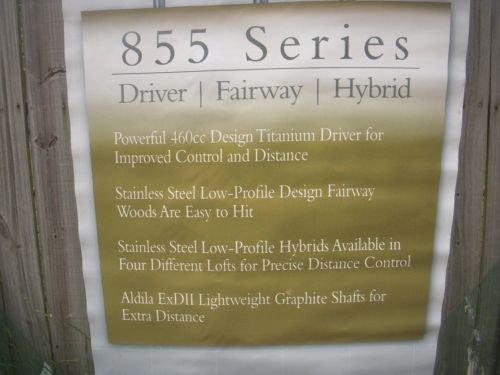 855 Series
Driver | Fairway | Hybrid
Powerful 460cc Design Titanium Driver for
Improved Control and Distance
Stainless Steel Low-Profile Design Fairway
Woods Are Easy to Hit
Stainless Steel Low-Profile Hybrids Available in
Four Different Lofts for Precise Distance Control
Aldila ExDII Lightweight Graphite Shafts for
Extra Distance